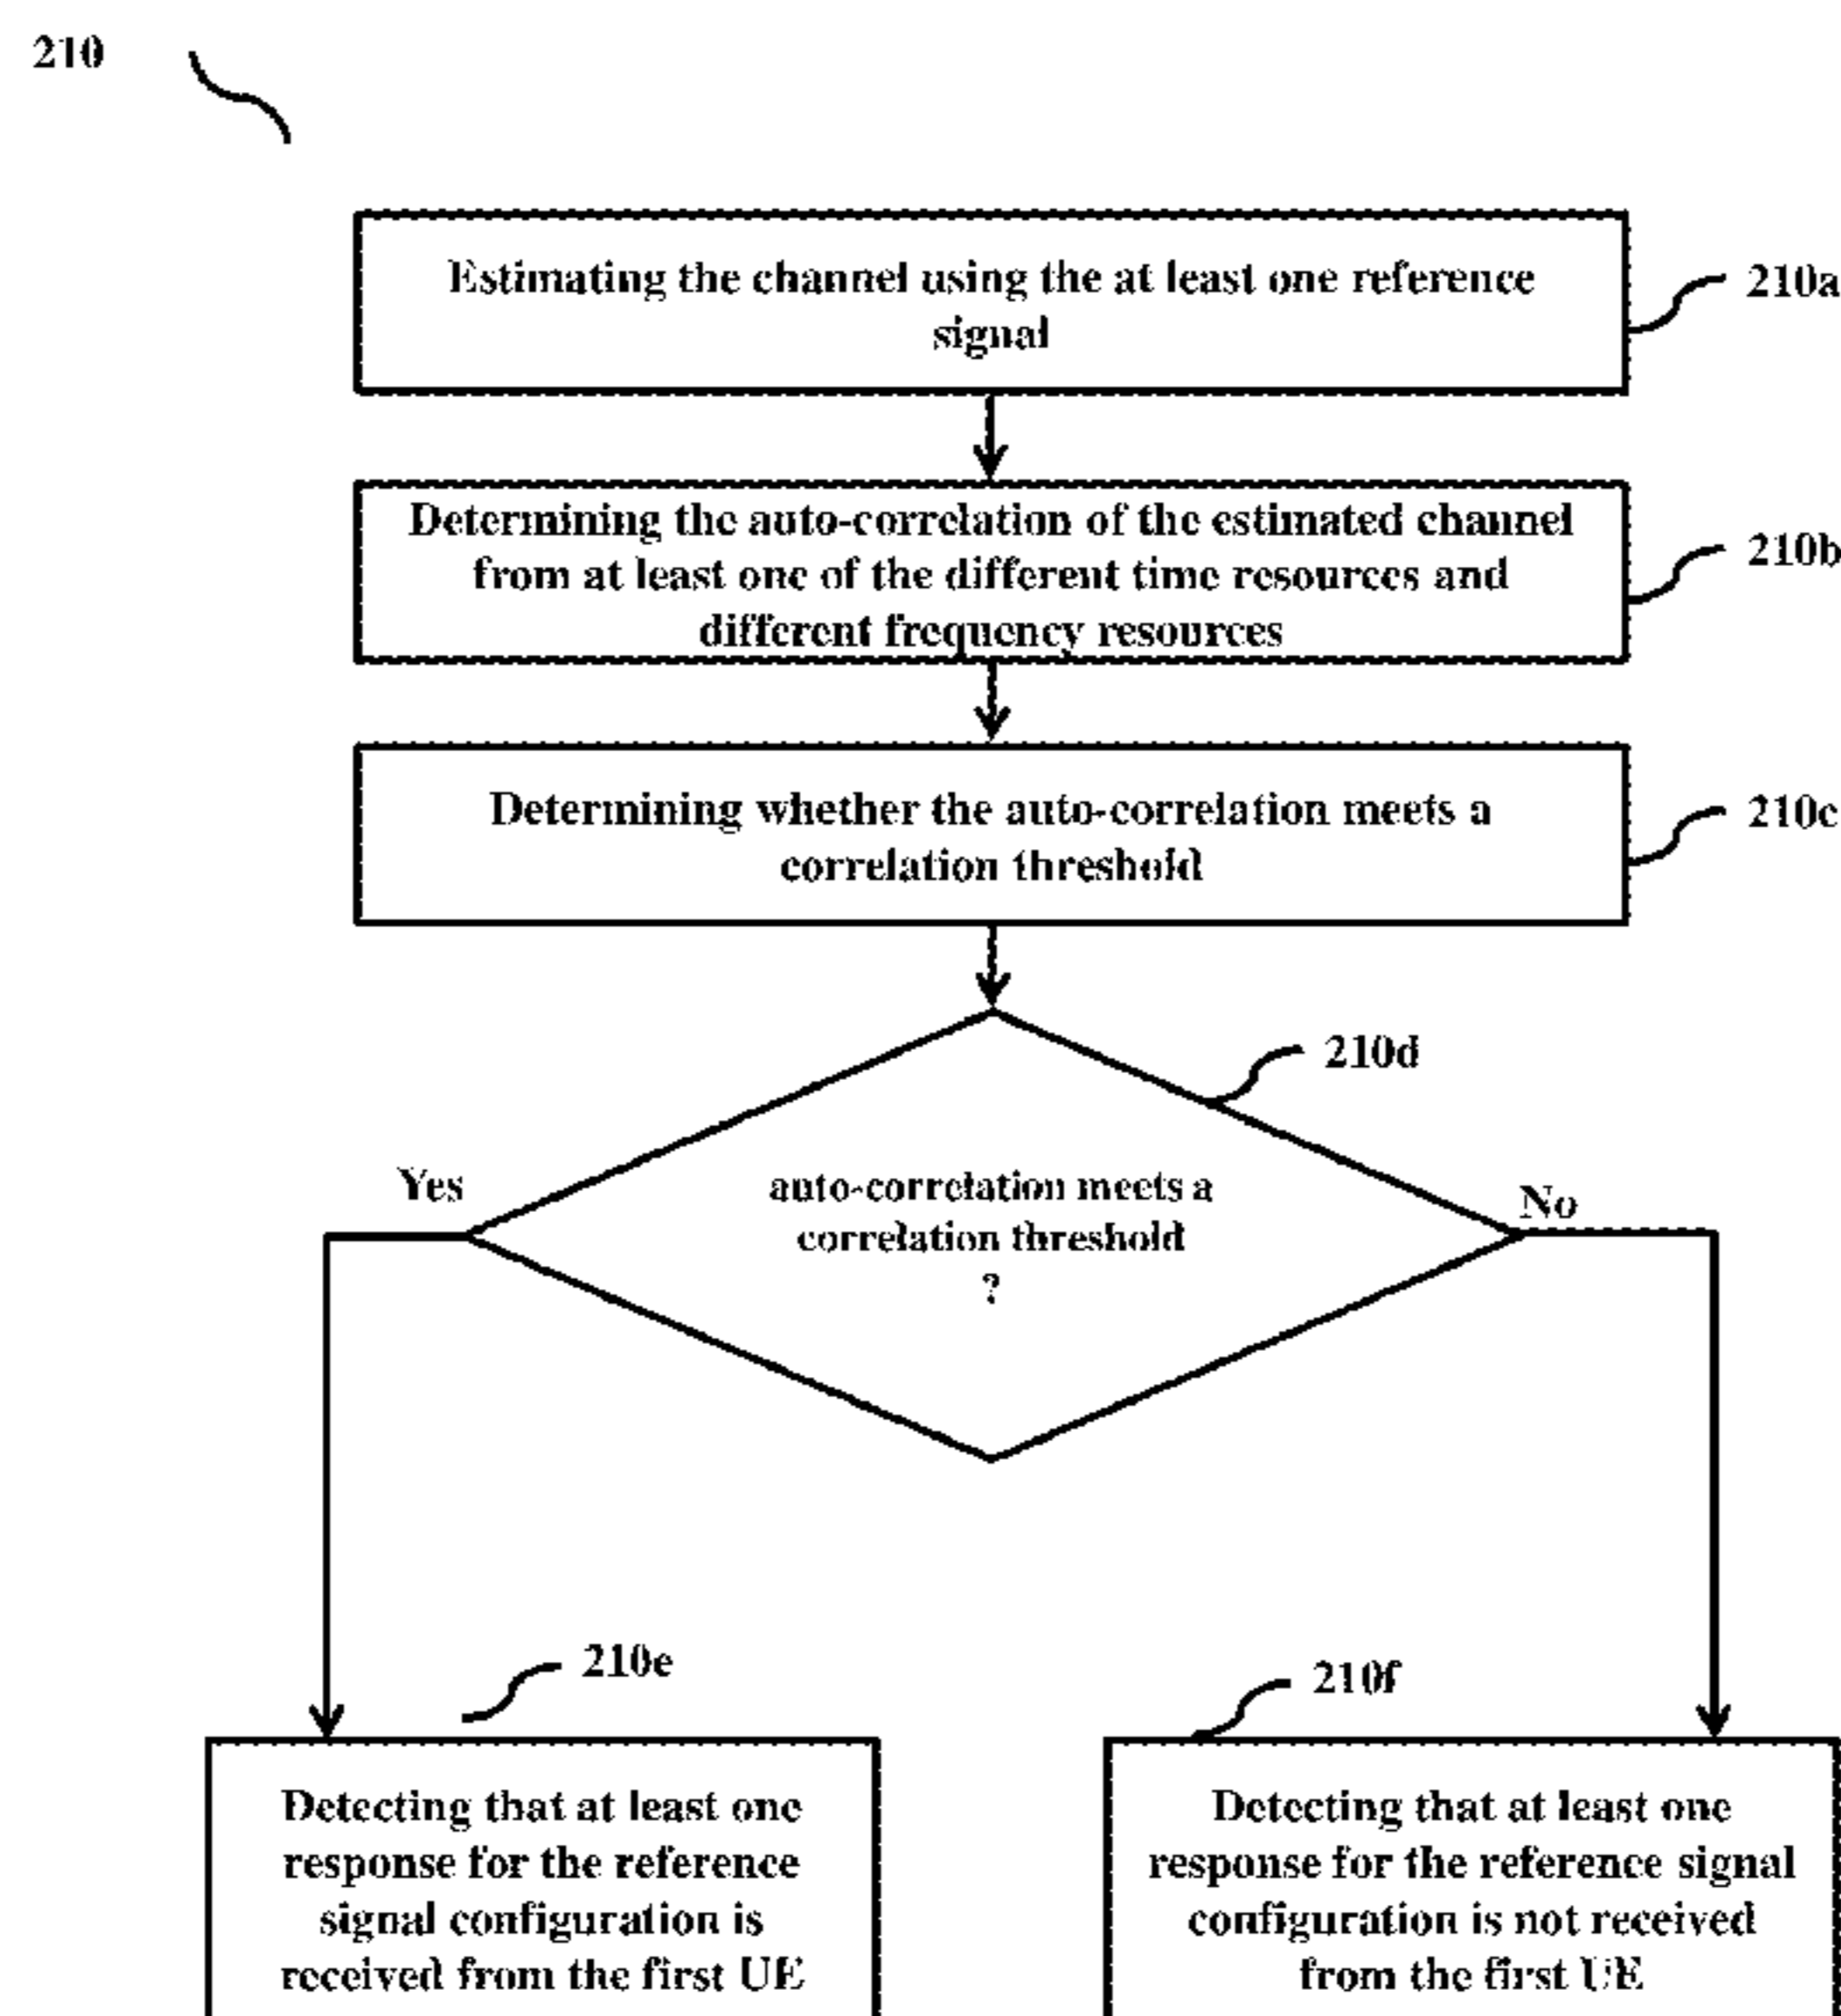 210
Estimating the channel using the at least one reference
signal
210a
Determining the auto-correlation of the estimated channel
from at least one of the different time resources and
different frequency resources
210b
Determining whether the auto-correlation meets a
correlation threshold
210c
210d
auto-correlation meets a
correlation threshold
?
Yes
No
210e
210f
Detecting that at least one
response for the reference
signal configuration is
received from the first UE
Detecting that at least one
response for the reference signal
configuration is not received
from the first UE